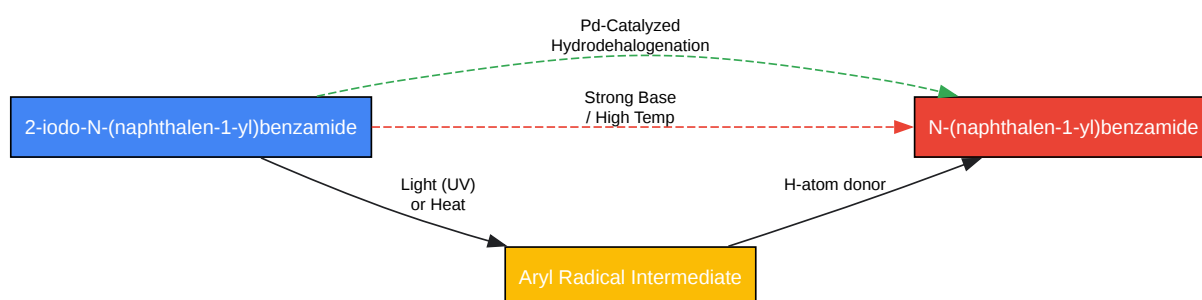 Pd-Catalyzed
Hydrodehalogenation
Strong Base
/ High Temp
2-iodo-N-(naphthalen-1-yl)benzamide
N-(naphthalen-1-yl)benzamide
Light (UV)
or Heat
H-atom donor
Aryl Radical Intermediate